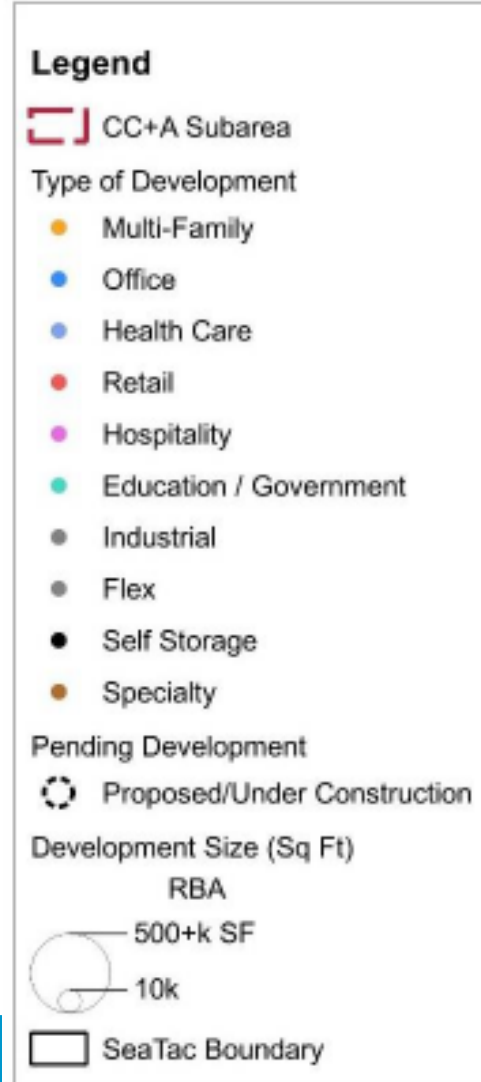 Legend
CC+A Subarea
Type of Development
Multi-Family
Office
Health Care
Retail
Hospitality
Education / Government
Industrial
Flex
Self Storage
Specialty
Pending Development
Proposed/Under Construction
Development Size (Sq Ft)
RBA
500+k SF
10k
SeaTac Boundary